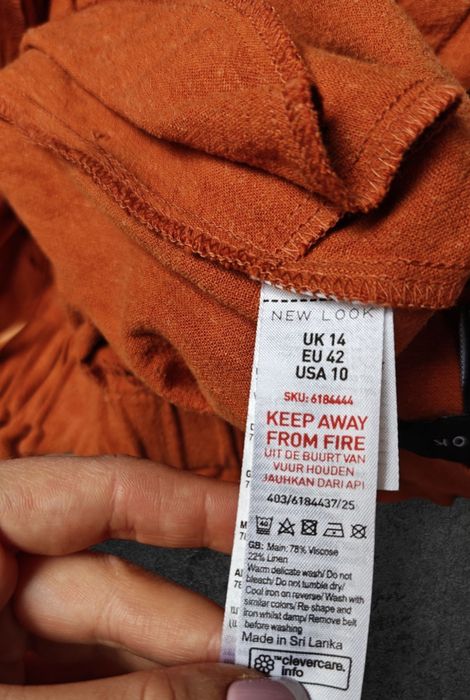 NEW LOOK
UK 14
EU 42
USA 10
SKU: 6184444
KEEP AWAY
FROM FIRE
UIT DE BUURT VAN
VUUR HOUDEN
JAUHKAN DARI API
403/6184437/25
40
GB: Main: 78% Viscose
22% Linen
Warm delicate wash/ Do not
bleach/ Do not tumble dry/
Cool iron on reverse/ Wash with
similar colors/ Re-shape and
iron whilst damp/ Remove belt
before washing
Made in Sri Lanka
™clevercare.
info